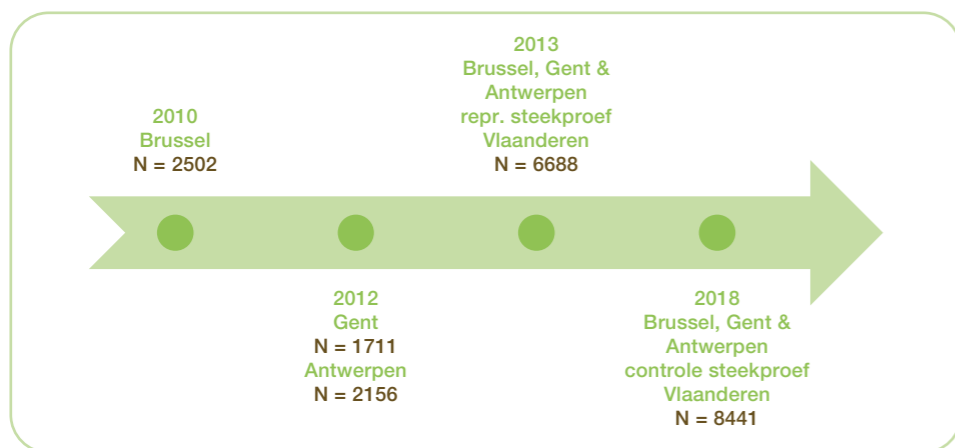 2010
Brussel
N = 2502
2012
Gent
N = 1711
Antwerpen
N = 2156
2013
Brussel, Gent &
Antwerpen
repr. steekproef
Vlaanderen
N = 6688
2018
Brussel, Gent &
Antwerpen
controle steekproef
Vlaanderen
N = 8441